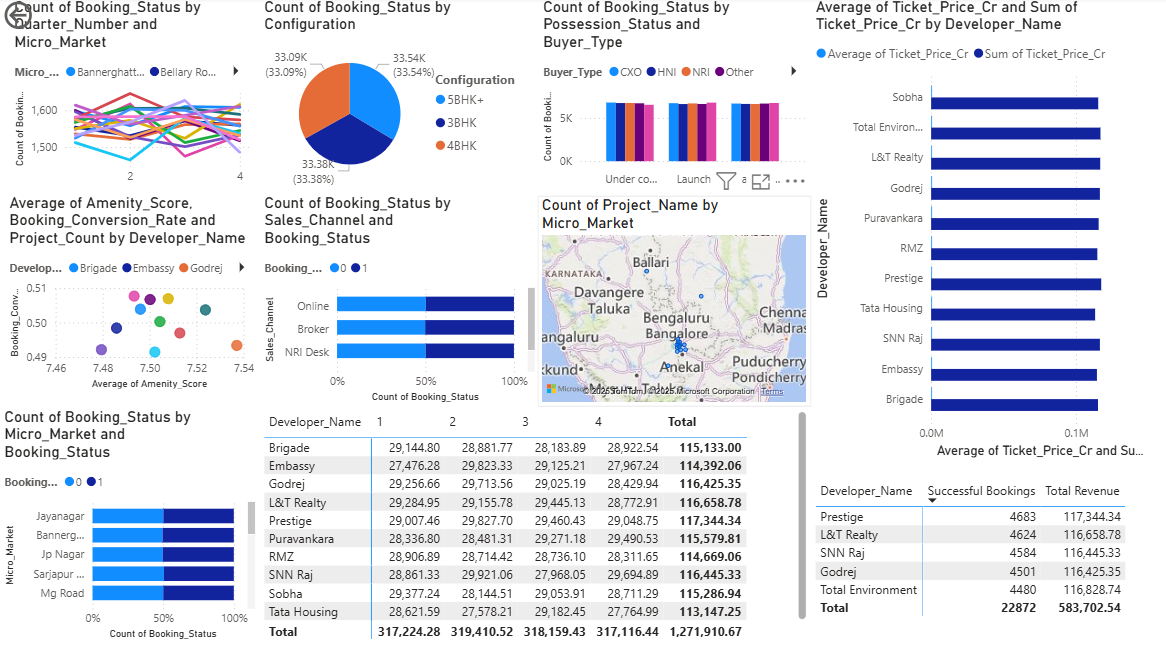 Count of Booking_Status by
Quarter_Number and
Micro_Market
Micro_... Bannerghatt... Bellary Ro...
Count of Bookin...
1,600
1,500
2 4
Count of Booking_Status by
Configuration
33.09K
(33.09%)
33.54K
(33.54%)
33.38K
(33.38%)
Configuration
5BHK+
3BHK
4BHK
Count of Booking_Status by
Possession_Status and
Buyer_Type
Buyer_Type CXO HNI NRI Other
Count of Booki...
5K
0K
Under co... Launch
Average of Ticket_Price_Cr and Sum of
Ticket_Price_Cr by Developer_Name
Average of Ticket_Price_Cr Sum of Ticket_Price_Cr
Developer_Name
Sobha
Total Environ...
L&T Realty
Godrej
Puravankara
RMZ
Prestige
Tata Housing
SNN Raj
Embassy
Brigade
0.0M 0.1M
Average of Ticket_Price_Cr and Su...
Average of Amenity_Score,
Booking_Conversion_Rate and
Project_Count by Developer_Name
Develop... Brigade Embassy Godrej
Booking_Conv...
0.51
0.50
0.49
7.46 7.48 7.50 7.52 7.54
Average of Amenity_Score
Count of Booking_Status by
Sales_Channel and
Booking_Status
Booking_... 0 1
Sales_Channel
Online
Broker
NRI Desk
0% 50% 100%
Count of Booking_Status
Count of Project_Name by
Micro_Market
Ballari
KARNATAKA
Davangere
Taluka
Bengaluru
Bangalore
Chenna
Madras
angaluru
Anekal
kkund
Puducherry
Pondicherry
Microsoft
© 2025 TomTom, © 2025 Microsoft Corporation Terms
Count of Booking_Status by
Micro_Market and
Booking_Status
Booking... 0 1
Micro_Market
Jayanagar
Bannerg...
Jp Nagar
Sarjapur ...
Mg Road
0% 50% 100%
Count of Booking_Status
Developer_Name 1 2 3 4 Total
Brigade 29,144.80 28,881.77 28,183.89 28,922.54 115,133.00
Embassy 27,476.28 29,823.33 29,125.21 27,967.24 114,392.06
Godrej 29,256.66 29,713.56 29,025.19 28,429.94 116,425.35
L&T Realty 29,284.95 29,155.78 29,445.13 28,772.91 116,658.78
Prestige 29,007.46 29,827.70 29,460.43 29,048.75 117,344.34
Puravankara 28,336.80 28,481.31 29,271.18 29,490.53 115,579.81
RMZ 28,906.89 28,714.42 28,736.10 28,311.65 114,669.06
SNN Raj 28,861.33 29,921.06 27,968.05 29,694.89 116,445.33
Sobha 29,377.24 28,144.51 29,053.91 28,711.29 115,286.94
Tata Housing 28,621.59 27,578.21 29,182.45 27,764.99 113,147.25
Total 317,224.28 319,410.52 318,159.43 317,116.44 1,271,910.67
Developer_Name Successful Bookings Total Revenue
Prestige 4683 117,344.34
L&T Realty 4624 116,658.78
SNN Raj 4584 116,445.33
Godrej 4501 116,425.35
Total Environment 4480 116,828.74
Total 22872 583,702.54